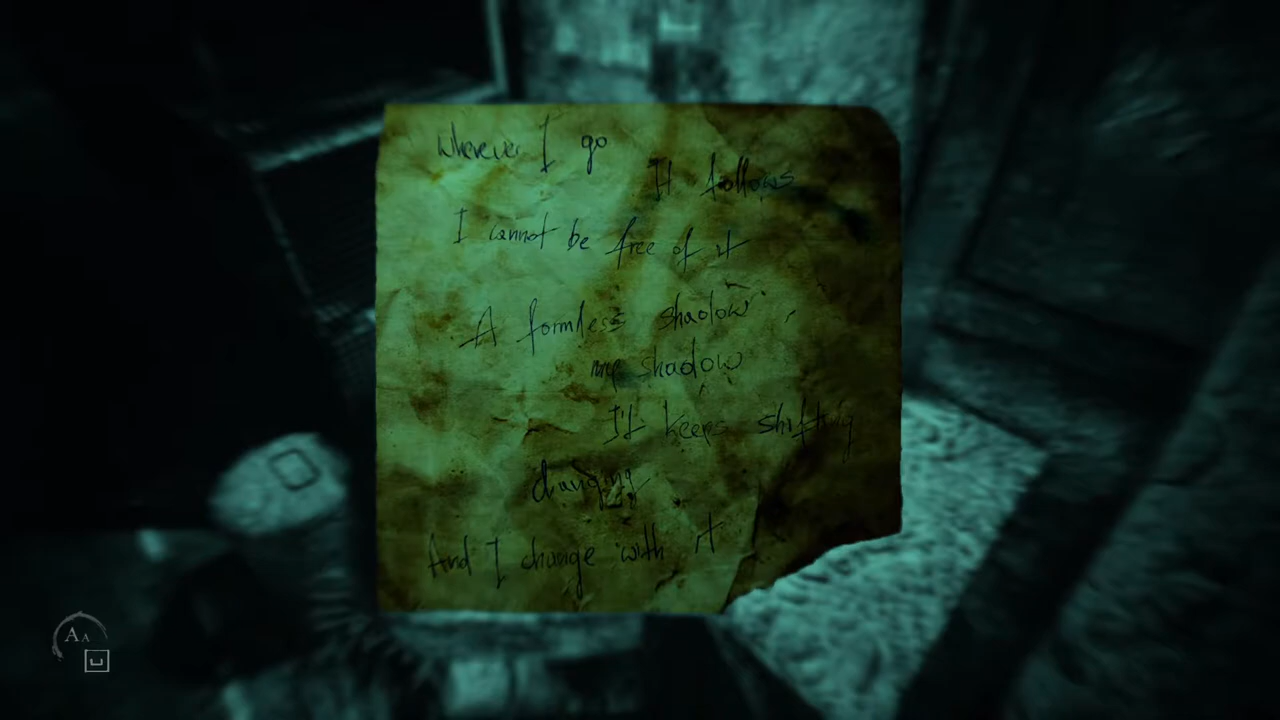 Wherever I go
It follows
I cannot be free of it
A formless shadow
my shadow
It keeps shifting
changing
And I change with it
AA